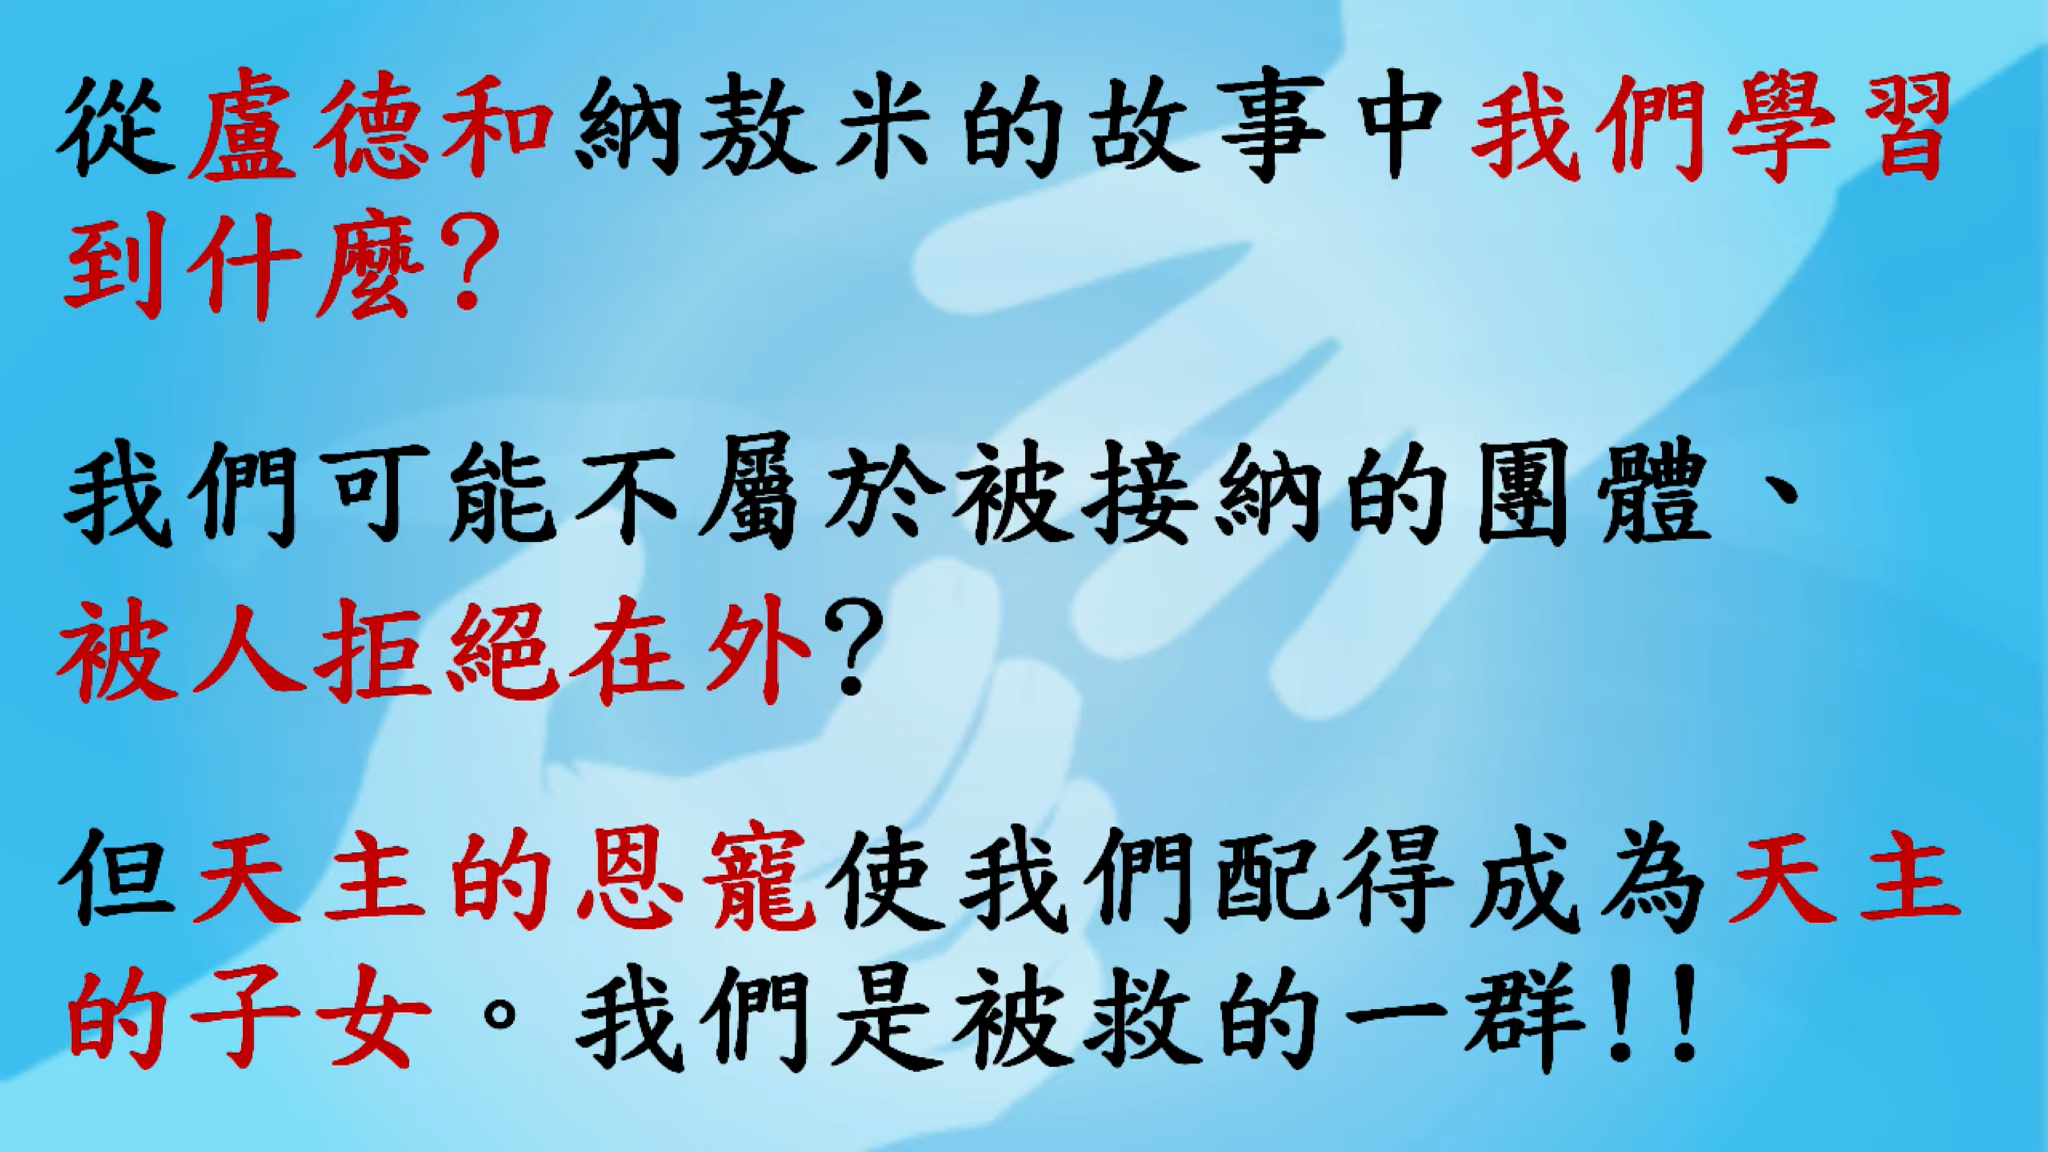 從盧德和納敖米的故事中我們學習
到什麼?
我們可能不屬於被接納的團體、
被人拒絕在外?
但天主的恩寵使我們配得成為天主
的子女。我們是被救的一群!!